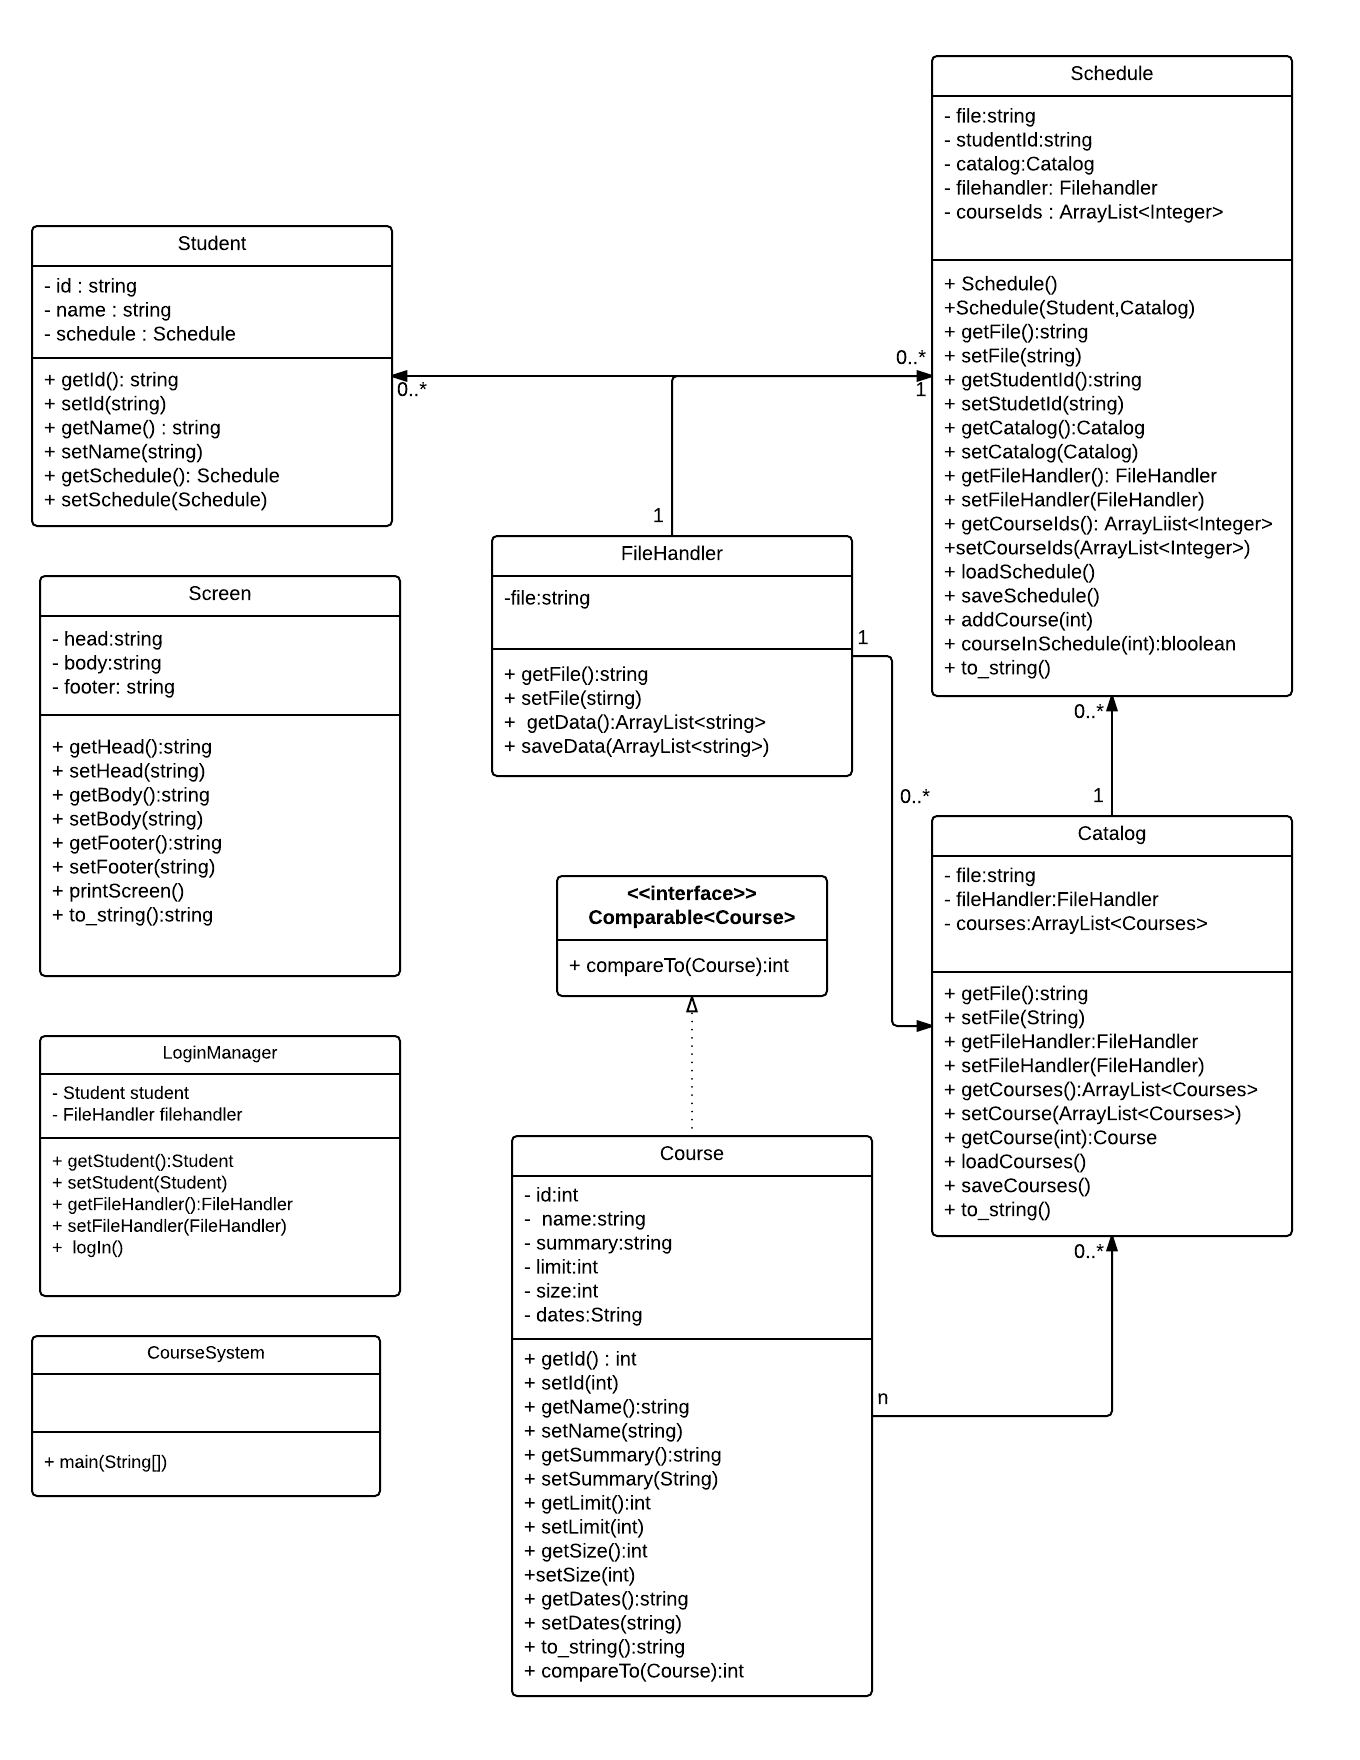 Schedule
- file:string
- studentId:string
- catalog:Catalog
- filehandler: Filehandler
- courseIds : ArrayList<Integer>
+ Schedule()
+Schedule(Student,Catalog)
+ getFile():string
+ setFile(string)
+ getStudentId():string
+ setStudetId(string)
+ getCatalog():Catalog
+ setCatalog(Catalog)
+ getFileHandler(): FileHandler
+ setFileHandler(FileHandler)
+ getCourseIds(): ArrayLiist<Integer>
+setCourseIds(ArrayList<Integer>)
+ loadSchedule()
+ saveSchedule()
+ addCourse(int)
+ courseInSchedule(int):bloolean
+ to_string()
Student
- id : string
- name : string
- schedule : Schedule
+ getId(): string
+ setId(string)
+ getName() : string
+ setName(string)
+ getSchedule(): Schedule
+ setSchedule(Schedule)
0..*
0..*
1
1
FileHandler
-file:string
+ getFile():string
+ setFile(stirng)
+  getData():ArrayList<string>
+ saveData(ArrayList<string>)
1
0..*
0..*
1
Screen
- head:string
- body:string
- footer: string
+ getHead():string
+ setHead(string)
+ getBody():string
+ setBody(string)
+ getFooter():string
+ setFooter(string)
+ printScreen()
+ to_string():string
Catalog
- file:string
- fileHandler:FileHandler
- courses:ArrayList<Courses>
+ getFile():string
+ setFile(String)
+ getFileHandler:FileHandler
+ setFileHandler(FileHandler)
+ getCourses():ArrayList<Courses>
+ setCourse(ArrayList<Courses>)
+ getCourse(int):Course
+ loadCourses()
+ saveCourses()
+ to_string()
0..*
<<interface>>
Comparable<Course>
+ compareTo(Course):int
LoginManager
- Student student
- FileHandler filehandler
+ getStudent():Student
+ setStudent(Student)
+ getFileHandler():FileHandler
+ setFileHandler(FileHandler)
+  logIn()
Course
- id:int
-  name:string
- summary:string
- limit:int
- size:int
- dates:String
+ getId() : int
+ setId(int)
+ getName():string
+ setName(string)
+ getSummary():string
+ setSummary(String)
+ getLimit():int
+ setLimit(int)
+ getSize():int
+setSize(int)
+ getDates():string
+ setDates(string)
+ to_string():string
+ compareTo(Course):int
n
CourseSystem
+ main(String[])